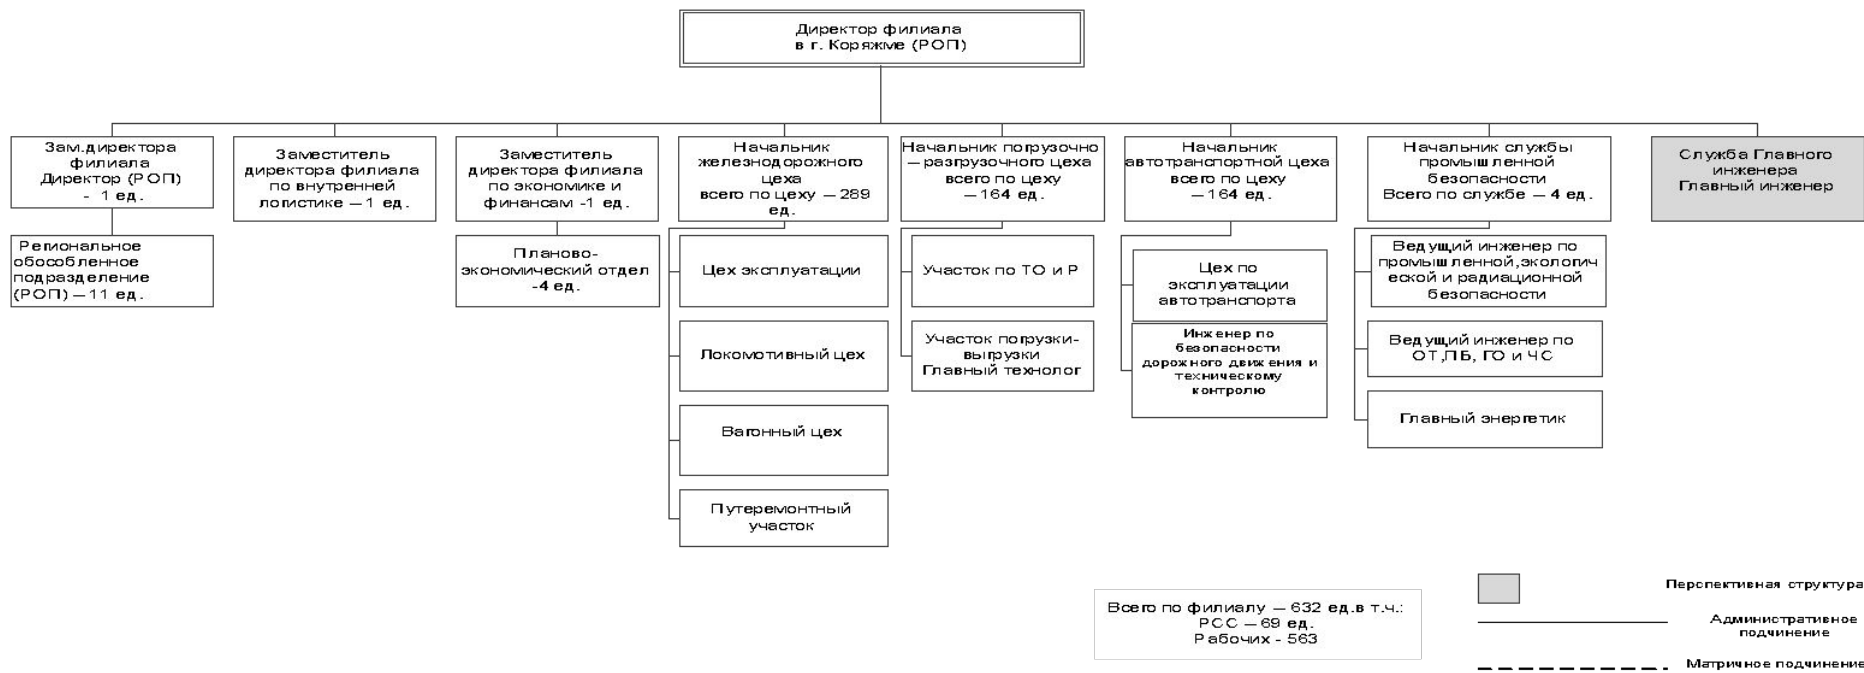 Директор филиала
в г. Коряжме (РОП)
Зам.директора
филиала
Директор (РОП)
- 1 ед.
Региональное
обособленное
подразделение
(РОП) – 11 ед.
Заместитель
директора филиала
по внутренней
логистике – 1 ед.
Заместитель
директора филиала
по экономике и
финансам -1 ед.
Планово-
экономический отдел
-4 ед.
Начальник
железнодорожного
цеха
всего по цеху – 289
ед.
Цех эксплуатации
Локомотивный цех
Вагонный цех
Путеремонтный
участок
Начальник погрузочно
– разгрузочного цеха
всего по цеху
– 164 ед.
Участок по ТО и Р
Участок погрузки-
выгрузки
Главный технолог
Начальник
автотранспортной цеха
всего по цеху
– 164 ед.
Цех по
эксплуатации
автотранспорта
Инженер по
безопасности
дорожного движения и
техническому
контролю
Начальник службы
промышленной
безопасности
Всего по службе – 4 ед.
Ведущий инженер по
промышленной,экологич
еской и радиационной
безопасности
Ведущий инженер по
ОТ,ПБ, ГО и ЧС
Главный энергетик
Служба Главного
инженера
Главный инженер
Всего по филиалу – 632 ед.в т.ч.:
РСС – 69 ед.
Рабочих - 563
Перспективная структура
Административное
подчинение
Матричное подчинение